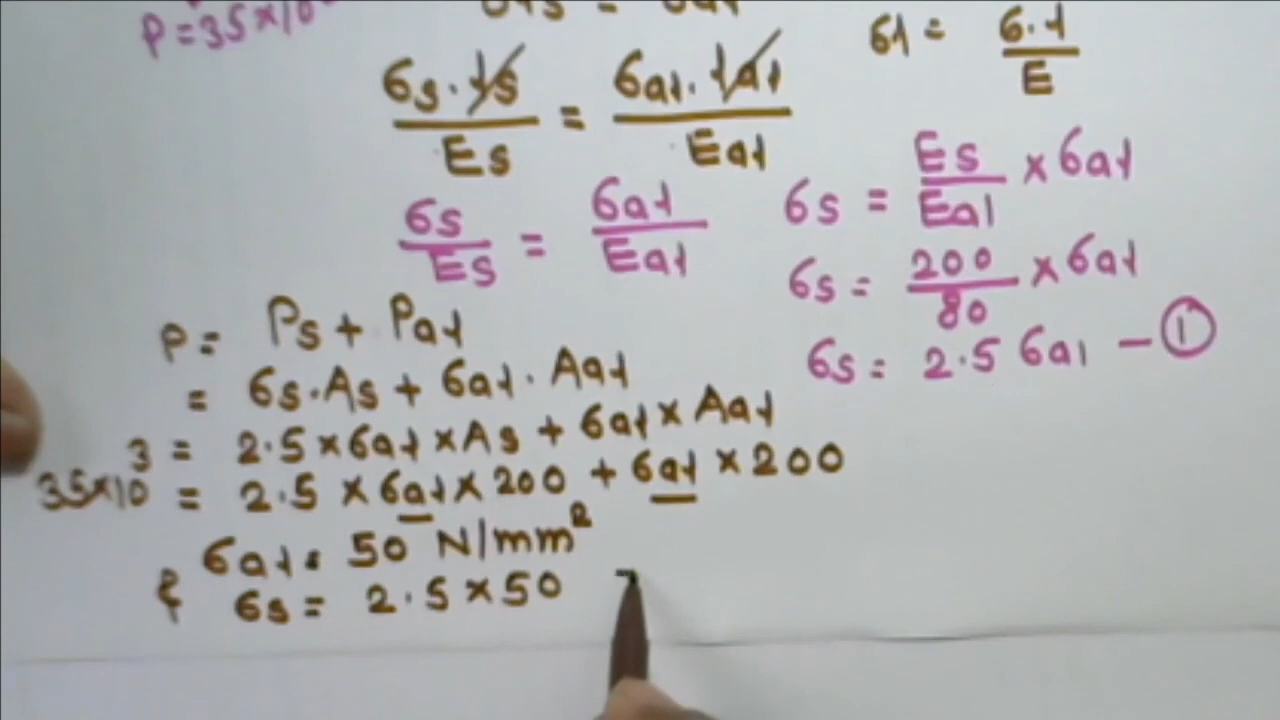 P = 35 × 10
6s . ls / Es = 6al . lal / Eal
6l = 6 . l / E
6s / Es = 6al / Eal
6s = Es / Eal × 6al
6s = 200 / 80 × 6al
6s = 2.5 6al — ①
P = Ps + Pal
= 6s . As + 6al . Aal
= 2.5 × 6al × As + 6al × Aal
35×10³ = 2.5 × 6al × 200 + 6al × 200
6al = 50 N/mm²
& 6s = 2.5 × 50